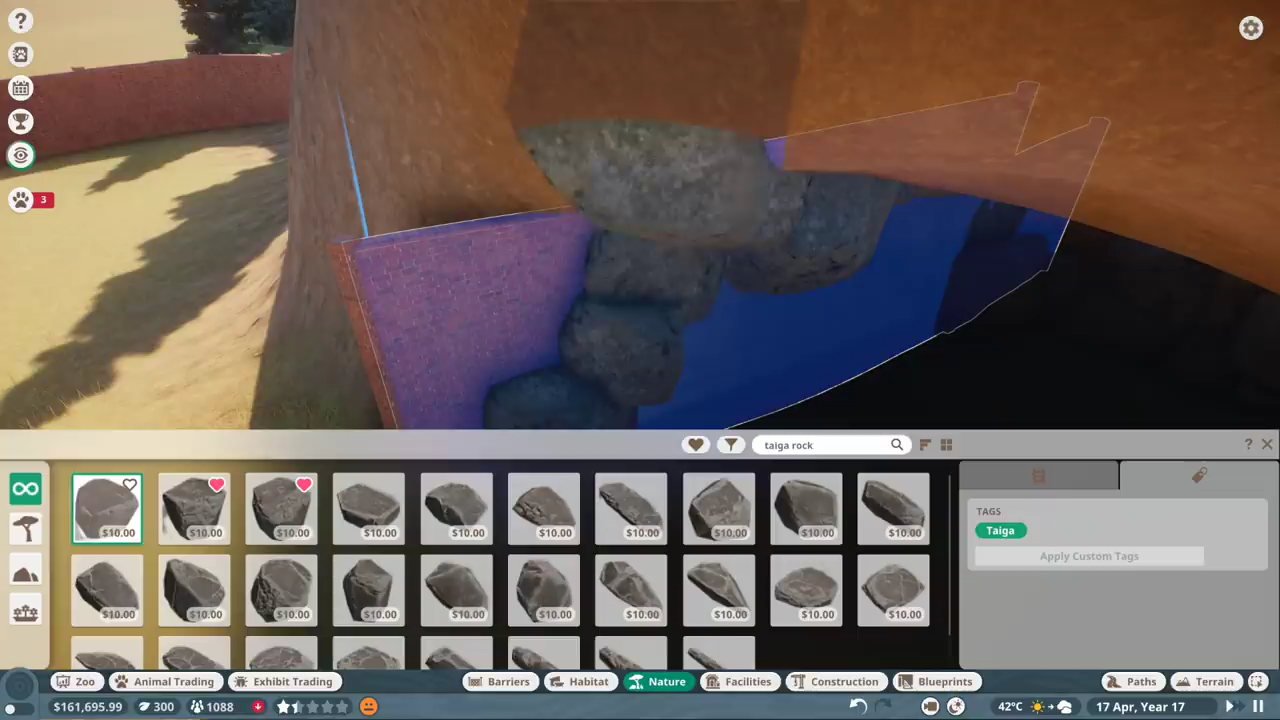 ?
3
taiga rock
?
$10.00 $10.00 $10.00 $10.00 $10.00 $10.00 $10.00 $10.00 $10.00 $10.00
$10.00 $10.00 $10.00 $10.00 $10.00 $10.00 $10.00 $10.00 $10.00 $10.00
TAGS
Taiga
Apply Custom Tags
Zoo Animal Trading Exhibit Trading Barriers Habitat Nature Facilities Construction Blueprints Paths Terrain
$161,695.99 300 1088 42°C 17 Apr, Year 17